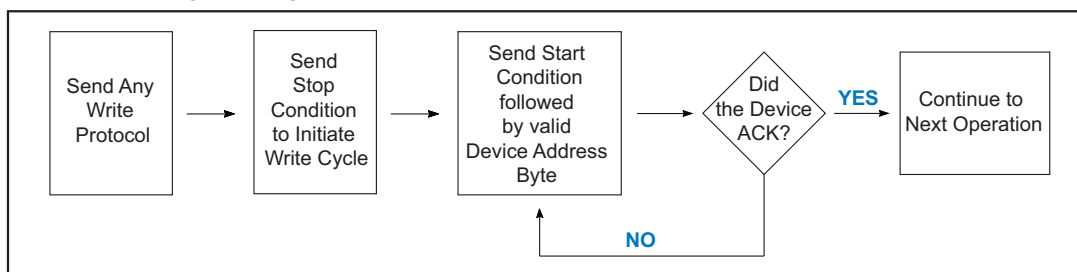 Send Any
Write
Protocol
Send
Stop
Condition
to Initiate
Write Cycle
Send Start
Condition
followed
by valid
Device Address
Byte
Did
the Device
ACK?
YES
Continue to
Next Operation
NO